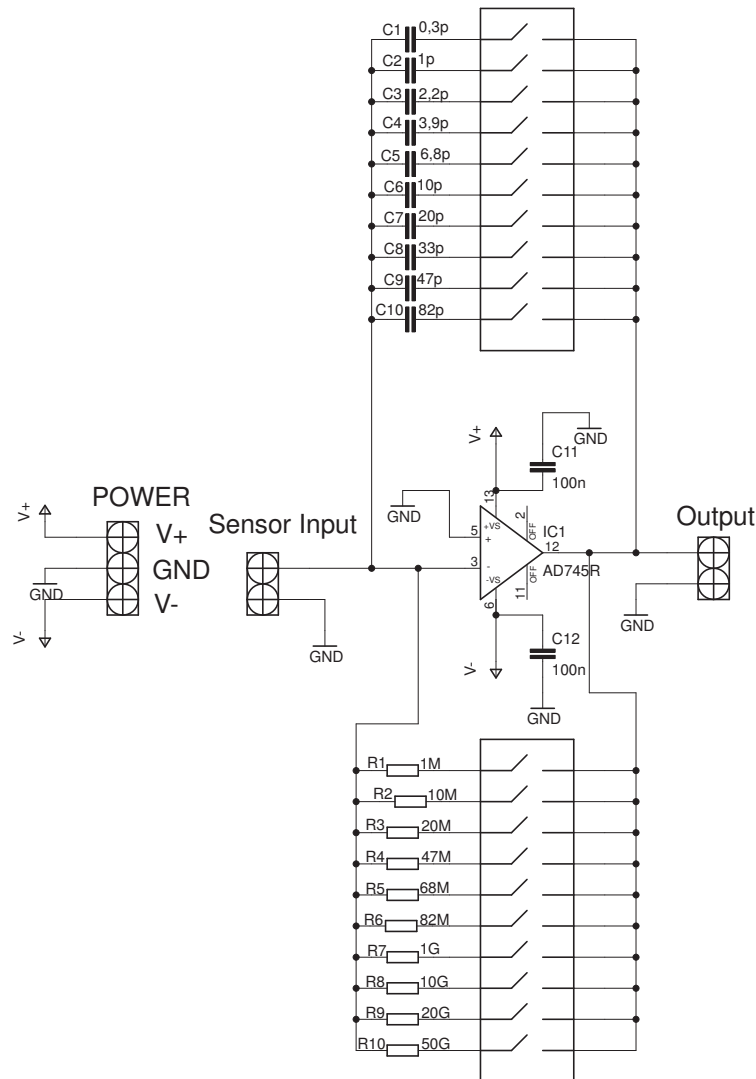 C1 0,3p
C2 1p
C3 2,2p
C4 3,9p
C5 6,8p
C6 10p
C7 20p
C8 33p
C9 47p
C10 82p
V+
GND
C11
100n
POWER
V+
V+
GND
V-
GND
V-
Sensor Input
GND
GND
13
+VS
2
OFF
5
+
IC1
12
3
-
-VS
OFF
AD745R
6
11
Output
GND
V-
C12
100n
GND
R1 1M
R2 10M
R3 20M
R4 47M
R5 68M
R6 82M
R7 1G
R8 10G
R9 20G
R10 50G